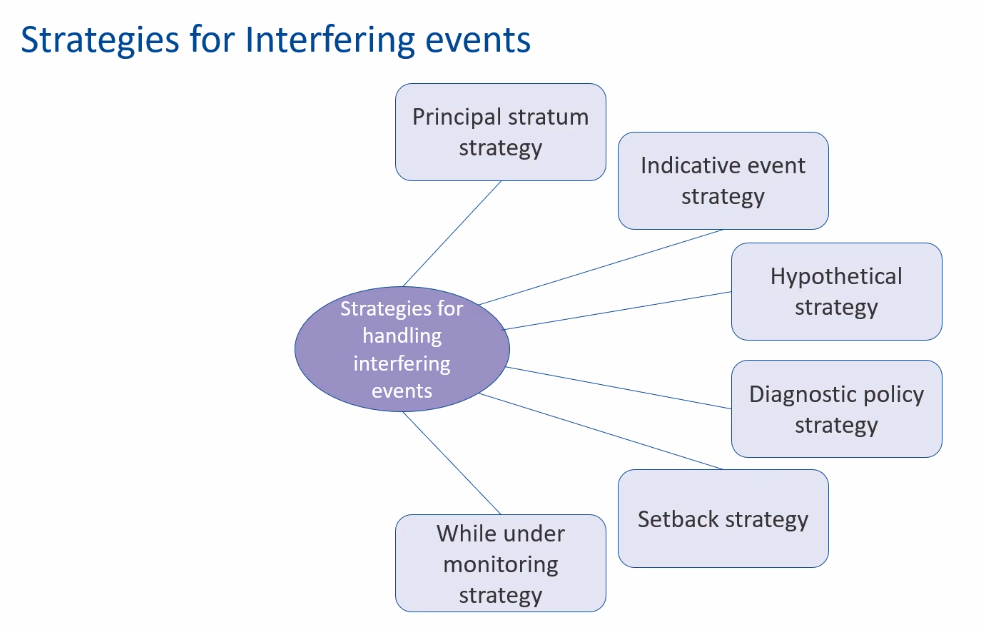 Strategies for Interfering events
Principal stratum
strategy
Indicative event
strategy
Hypothetical
strategy
Strategies for
handling
interfering
events
Diagnostic policy
strategy
Setback strategy
While under
monitoring
strategy